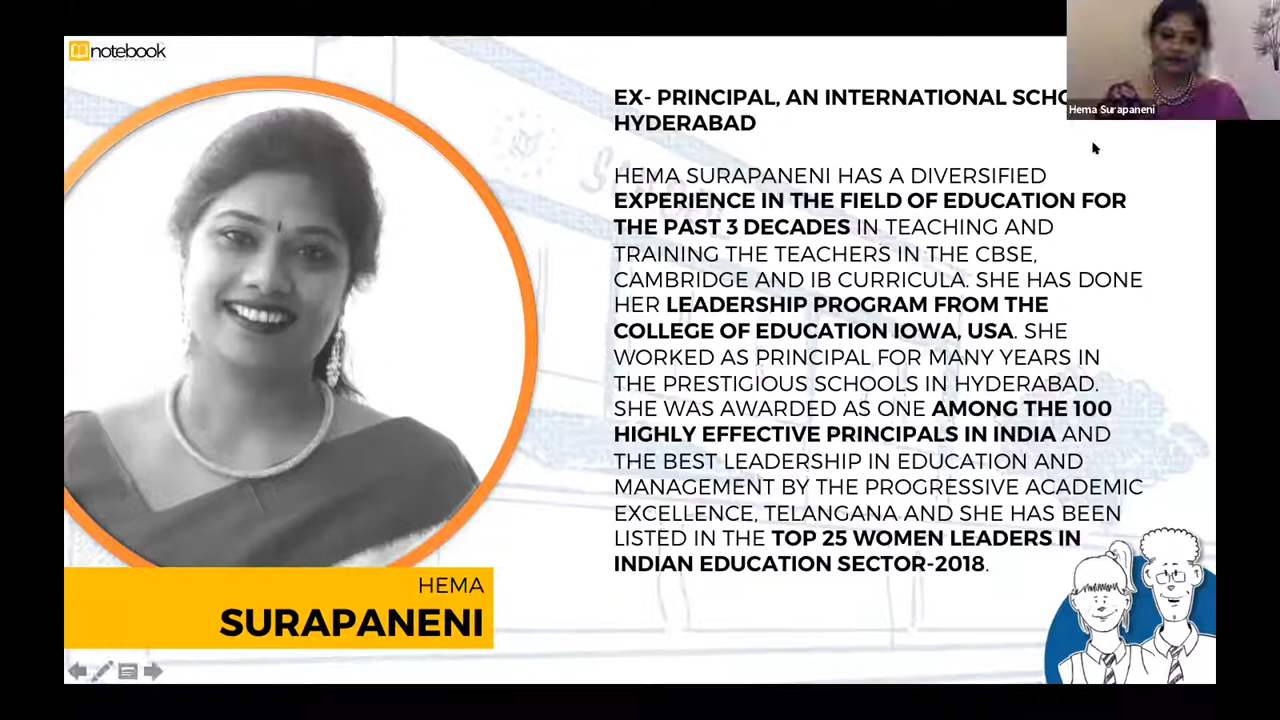 notebook
EX- PRINCIPAL, AN INTERNATIONAL
HYDERABAD
HEMA SURAPANENI HAS A DIVERSIFIED
EXPERIENCE IN THE FIELD OF EDUCATION FOR
THE PAST 3 DECADES IN TEACHING AND
TRAINING THE TEACHERS IN THE CBSE,
CAMBRIDGE AND IB CURRICULA. SHE HAS DONE
HER LEADERSHIP PROGRAM FROM THE
COLLEGE OF EDUCATION IOWA, USA. SHE
WORKED AS PRINCIPAL FOR MANY YEARS IN
THE PRESTIGIOUS SCHOOLS IN HYDERABAD.
SHE WAS AWARDED AS ONE AMONG THE 100
HIGHLY EFFECTIVE PRINCIPALS IN INDIA AND
THE BEST LEADERSHIP IN EDUCATION AND
MANAGEMENT BY THE PROGRESSIVE ACADEMIC
EXCELLENCE, TELANGANA AND SHE HAS BEEN
LISTED IN THE TOP 25 WOMEN LEADERS IN
INDIAN EDUCATION SECTOR-2018.
HEMA
SURAPANENI
Hema Surapaneni